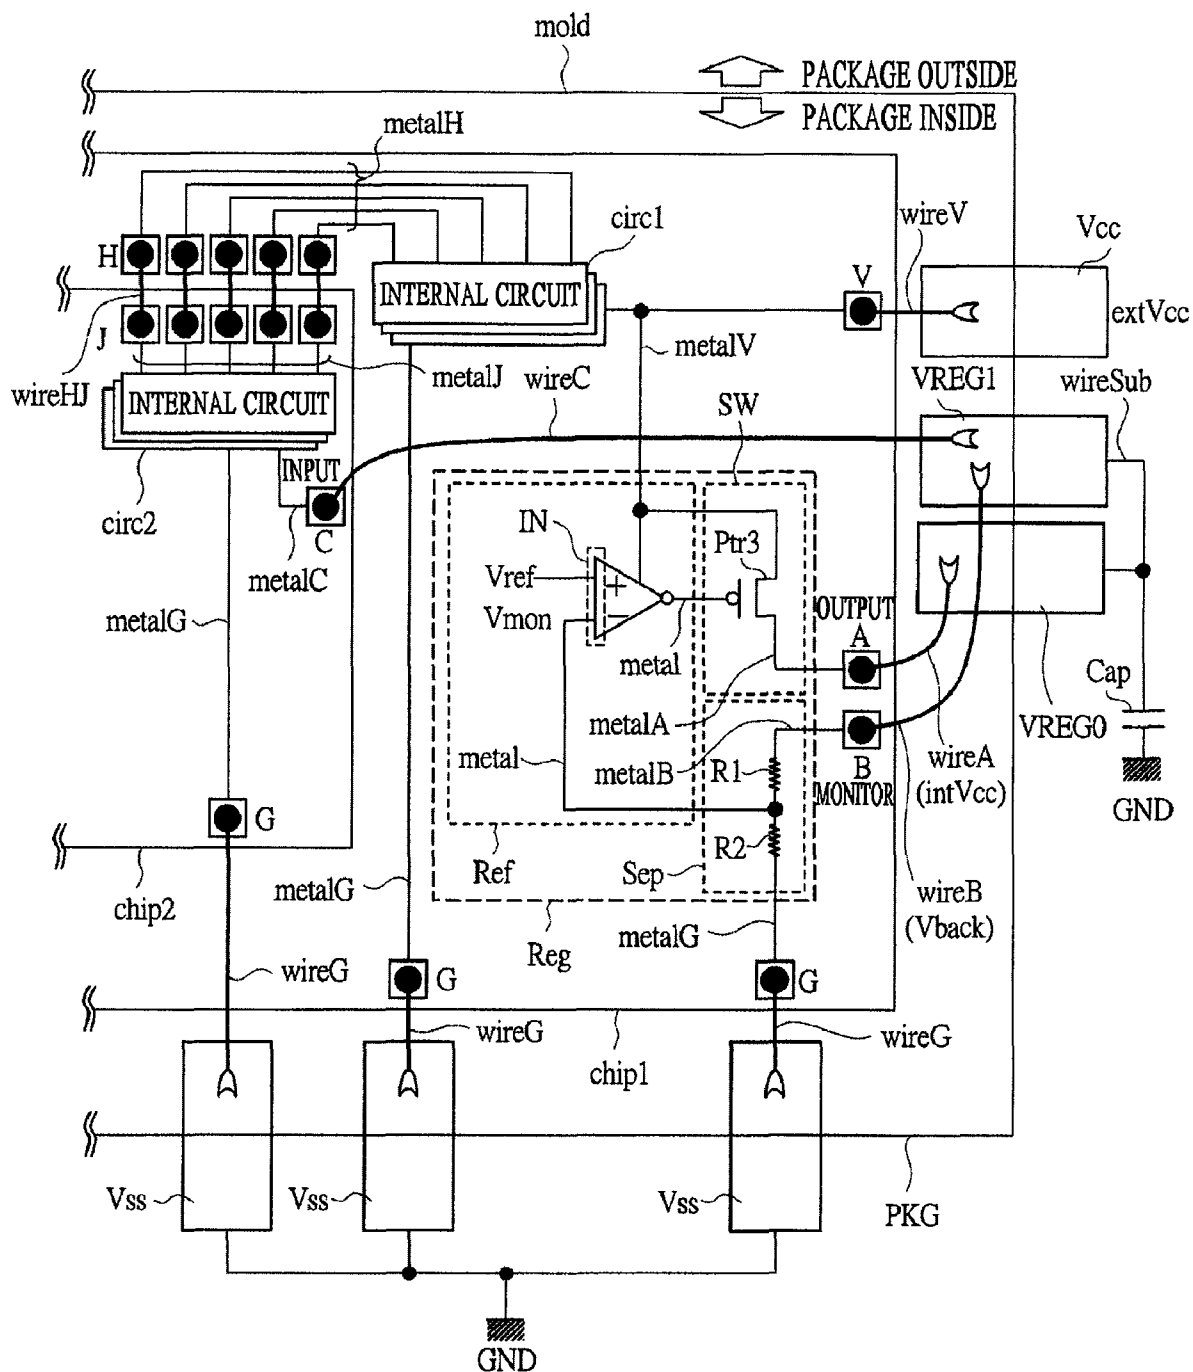 mold
PACKAGE OUTSIDE
PACKAGE INSIDE
metalH
circ1
wireV
Vcc
H
V
INTERNAL CIRCUIT
extVcc
J
metalV
metalJ
wireC
VREG1
wireSub
wireHJ
INTERNAL CIRCUIT
SW
INPUT
circ2
C
IN
Ptr3
metalC
Vref
Vmon
metalG
metal
OUTPUT
A
Cap
metalA
VREG0
metal
metalB
R1
B
MONITOR
wireA
(intVcc)
GND
G
R2
Ref
Sep
metalG
chip2
wireB
(Vback)
Reg
metalG
wireG
G
G
wireG
chip1
wireG
Vss
Vss
Vss
PKG
GND